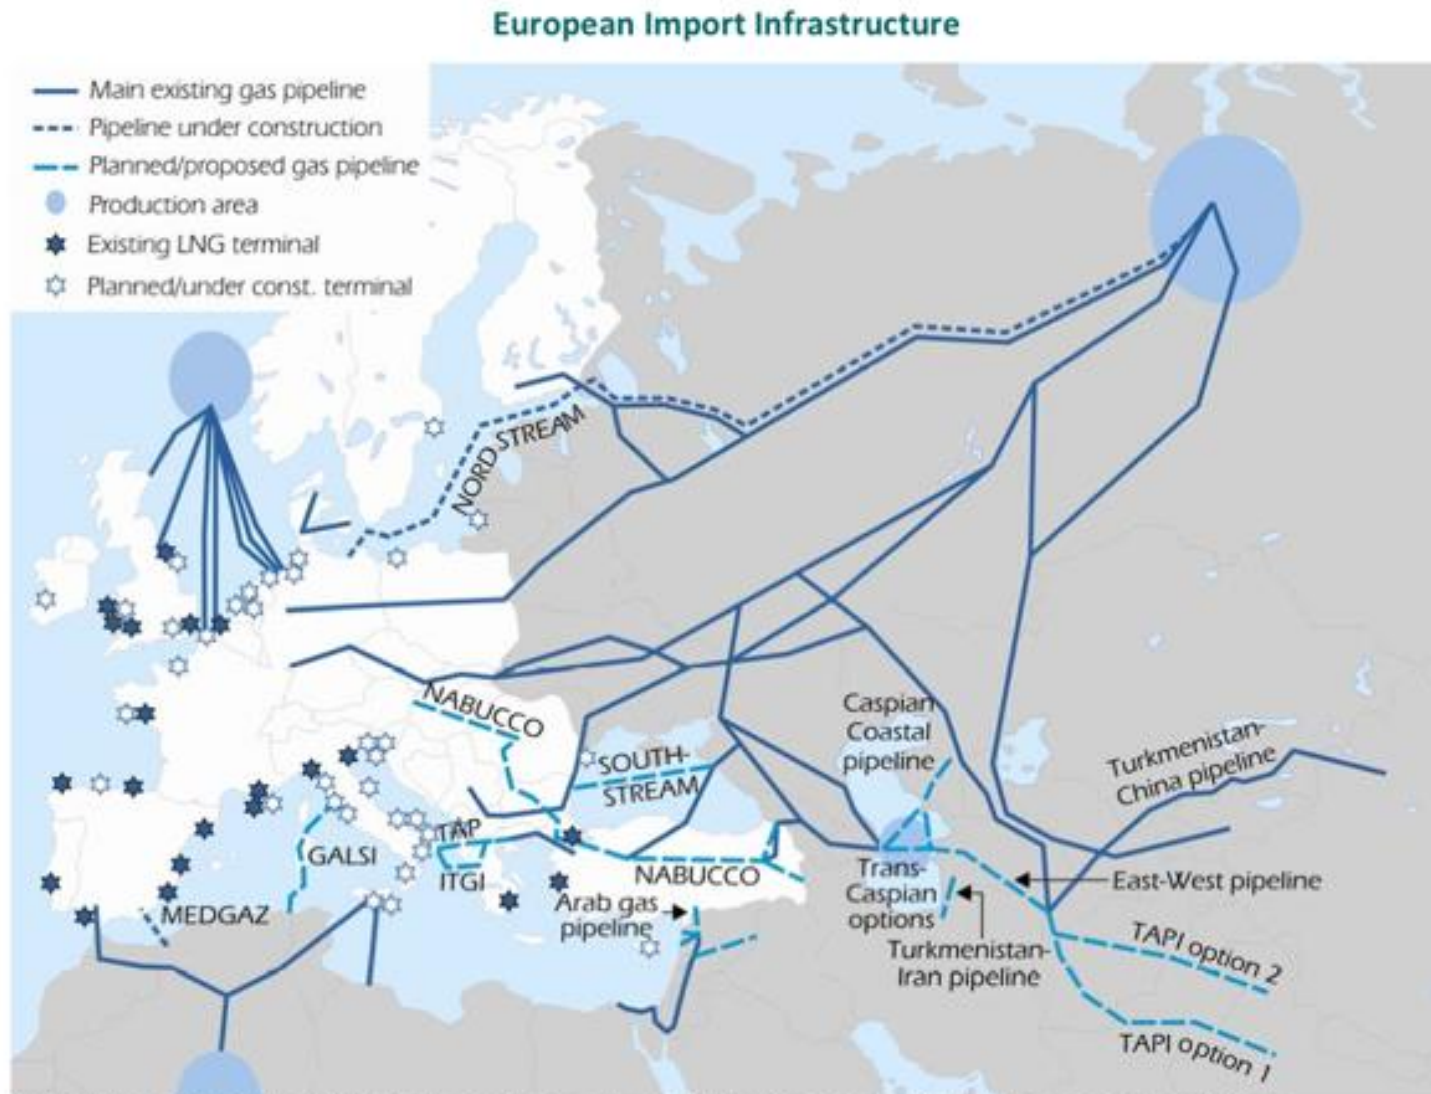 European Import Infrastructure
Main existing gas pipeline
Pipeline under construction
Planned/proposed gas pipeline
Production area
Existing LNG terminal
Planned/under const. terminal
NORD STREAM
NABUCCO
SOUTH-
STREAM
Caspian
Coastal
pipeline
Turkmenistan-
China pipeline
TAP
GALSI
ITGI
NABUCCO
MEDGAZ
Arab gas
pipeline
Trans-
Caspian
options
East-West pipeline
Turkmenistan-
Iran pipeline
TAPI option 2
TAPI option 1